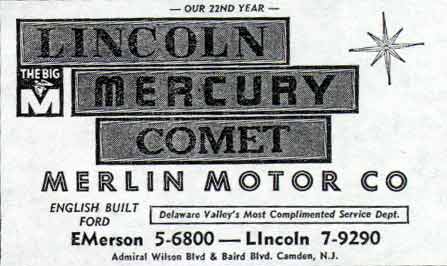 — OUR 22ND YEAR —
LINCOLN
THE BIG
M
MERCURY
COMET
MERLIN MOTOR CO
ENGLISH BUILT
FORD
Delaware Valley's Most Complimented Service Dept.
EMerson 5-6800 — LIncoln 7-9290
Admiral Wilson Blvd & Baird Blvd. Camden, N.J.